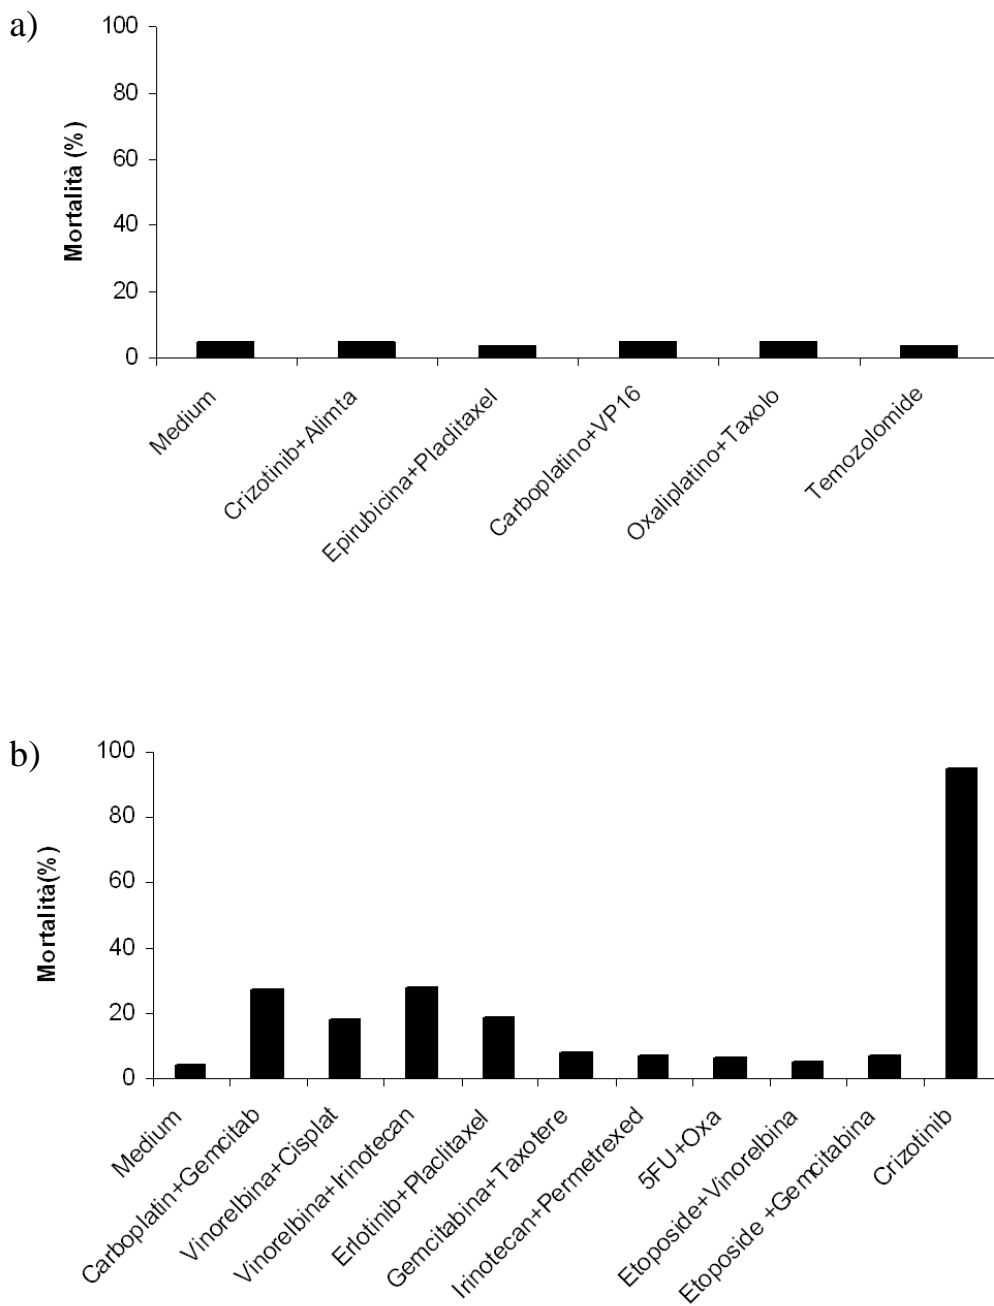 a)
Mortalità (%)
100
80
60
40
20
0
Medium
Crizotinib+Alimta
Epirubicina+Placlitaxel
Carboplatino+VP16
Oxaliplatino+Taxolo
Temozolomide
b)
Mortalità(%)
100
80
60
40
20
0
Medium
Carboplatin+Gemcitab
Vinorelbina+Cisplat
Vinorelbina+Irinotecan
Erlotinib+Placlitaxel
Gemcitabina+Taxotere
Irinotecan+Permetrexed
5FU+Oxa
Etoposide+Vinorelbina
Etoposide +Gemcitabina
Crizotinib